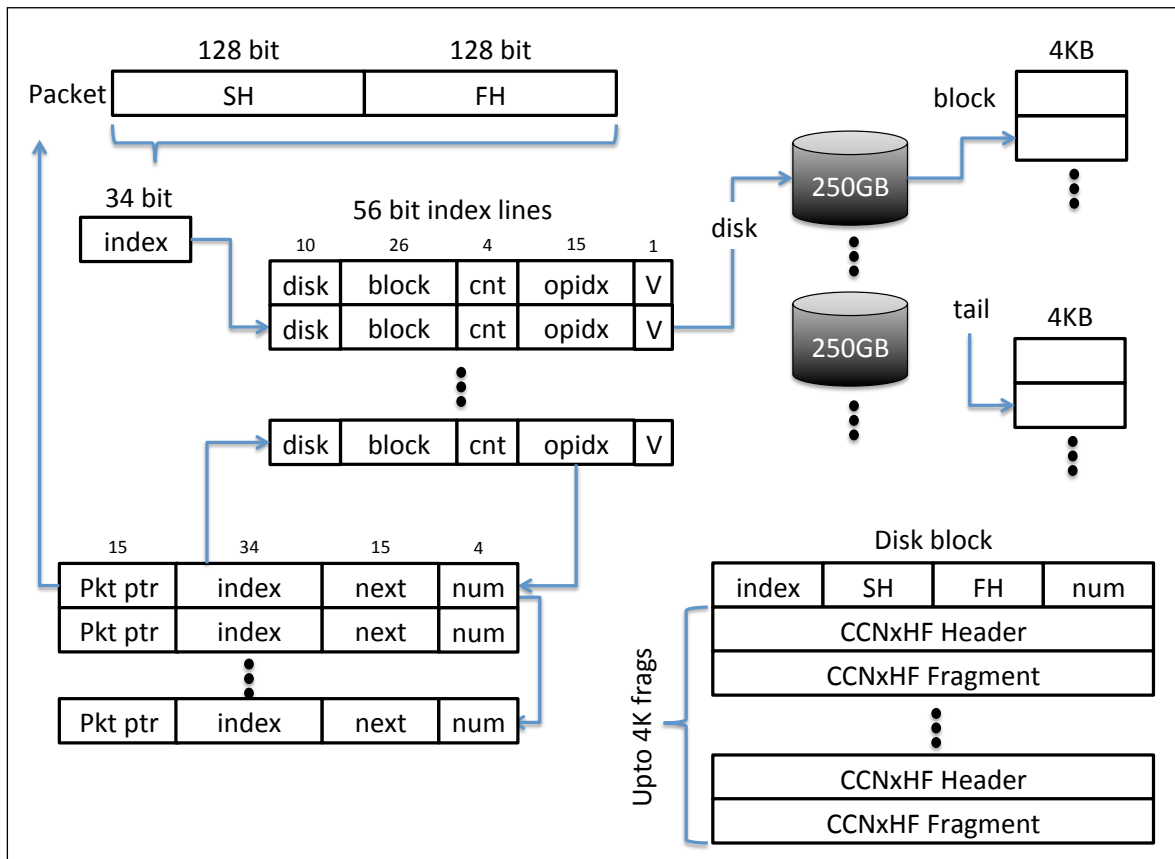 128 bit 128 bit
Packet SH FH
34 bit
index
56 bit index lines
10 26 4 15 1
disk block cnt opidx V
disk block cnt opidx V
disk block cnt opidx V
disk
250GB
250GB
block
4KB
tail
4KB
15 34 15 4
Pkt ptr index next num
Pkt ptr index next num
Pkt ptr index next num
Disk block
index SH FH num
CCNxHF Header
CCNxHF Fragment
CCNxHF Header
CCNxHF Fragment
Upto 4K frags